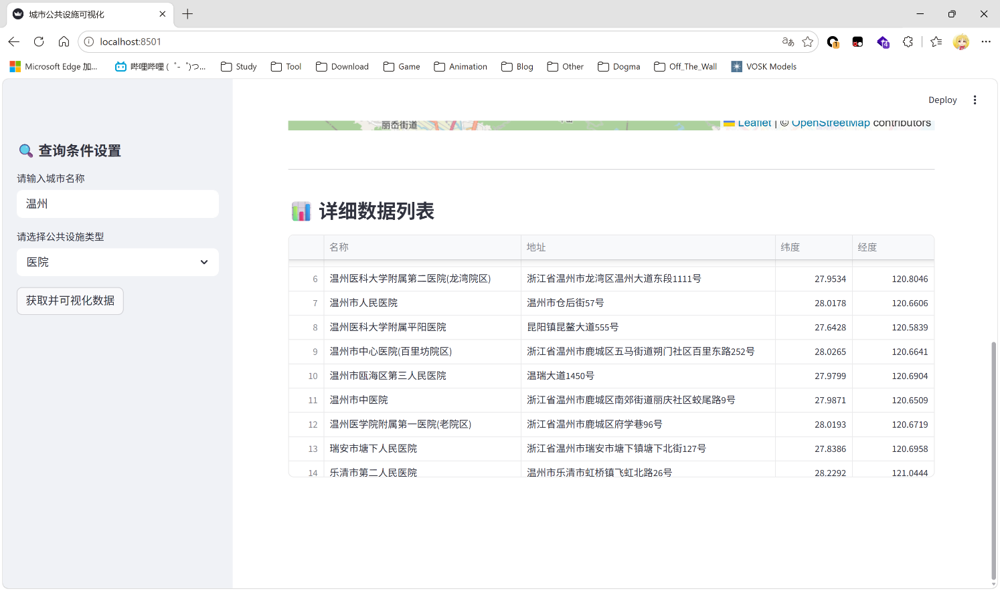 城市公共设施可视化
localhost:8501
Microsoft Edge 加...
哔哩哔哩 (゜-゜)つ...
Study
Tool
Download
Game
Animation
Blog
Other
Dogma
Off_The_Wall
VOSK Models
Deploy
丽岙街道
Leaflet | © OpenStreetMap contributors
查询条件设置
请输入城市名称
温州
请选择公共设施类型
医院
获取并可视化数据
详细数据列表
名称 地址 纬度 经度
6 温州医科大学附属第二医院(龙湾院区) 浙江省温州市龙湾区温州大道东段1111号 27.9534 120.8046
7 温州市人民医院 温州市仓后街57号 28.0178 120.6606
8 温州医科大学附属平阳医院 昆阳镇昆鳌大道555号 27.6428 120.5839
9 温州市中心医院(百里坊院区) 浙江省温州市鹿城区五马街道朔门社区百里东路252号 28.0265 120.6641
10 温州市瓯海区第三人民医院 温瑞大道1450号 27.9799 120.6904
11 温州市中医院 浙江省温州市鹿城区南郊街道丽庆社区蛟尾路9号 27.9871 120.6509
12 温州医学院附属第一医院(老院区) 浙江省温州市鹿城区府学巷96号 28.0193 120.6719
13 瑞安市塘下人民医院 浙江省温州市瑞安市塘下镇塘下北街127号 27.8386 120.6958
14 乐清市第二人民医院 温州市乐清市虹桥镇飞虹北路26号 28.2292 121.0444